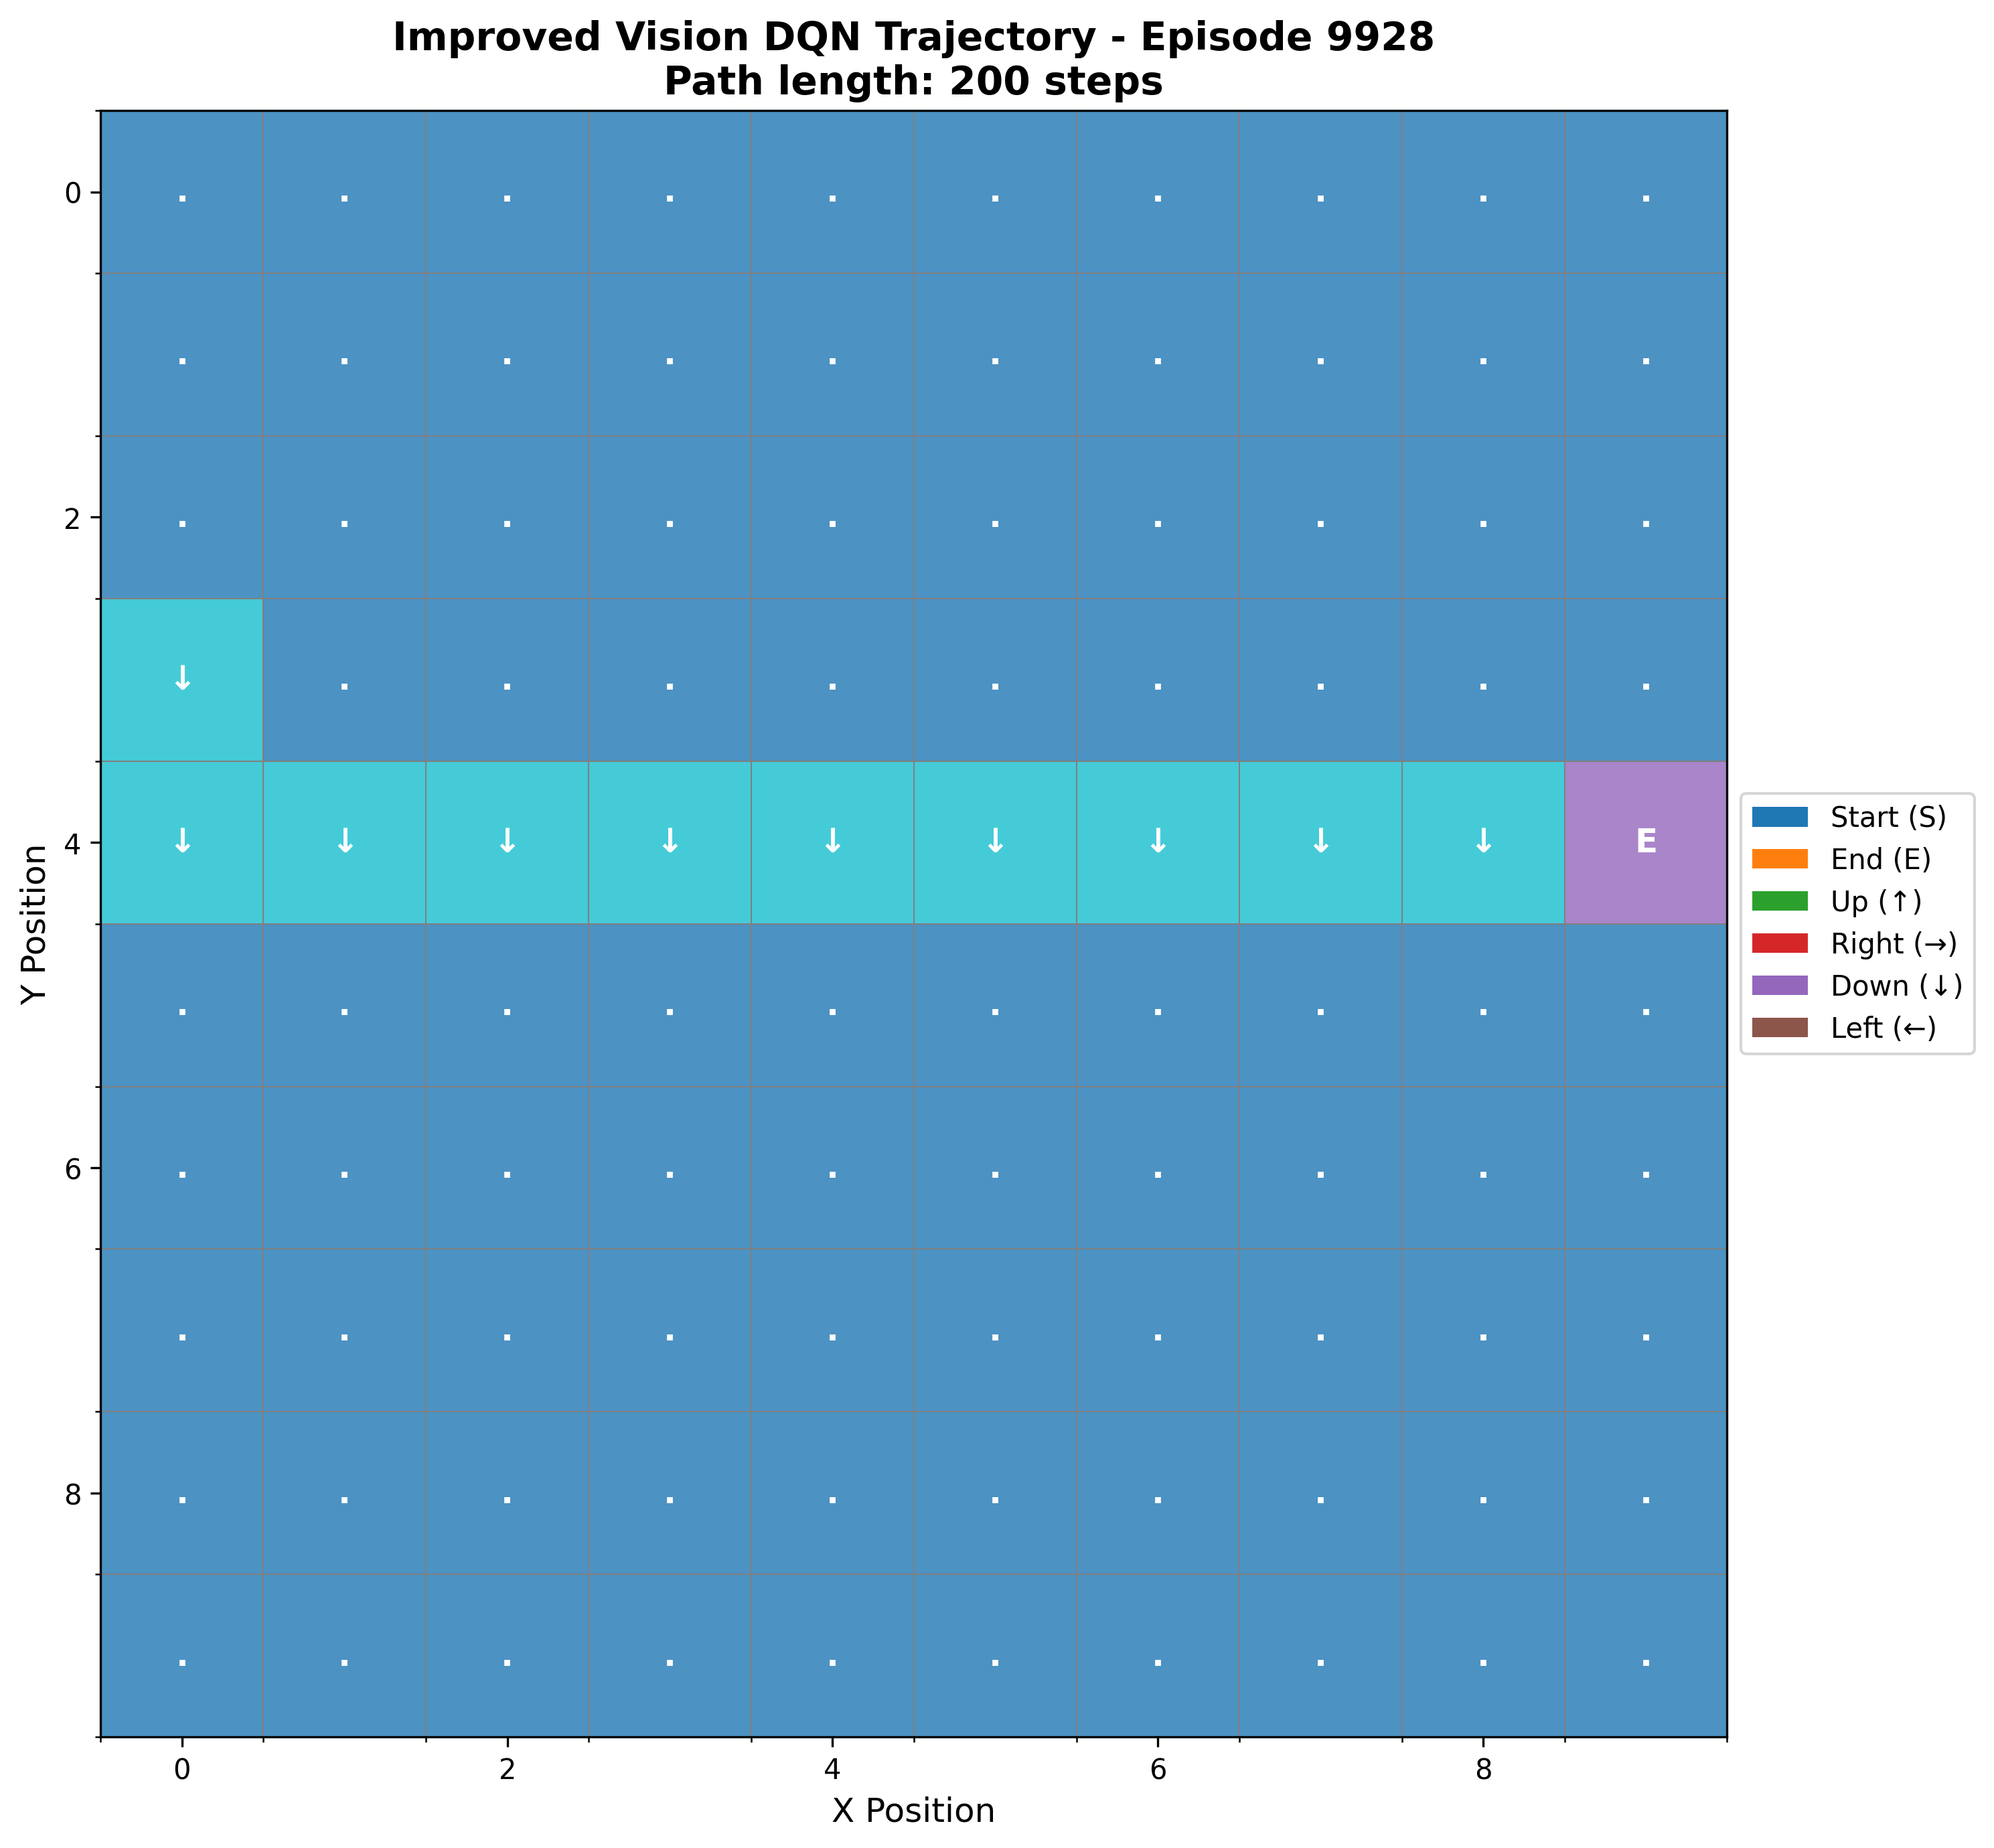 Improved Vision DQN Trajectory - Episode 9928
Path length: 200 steps
0
2
↓
4
↓ ↓ ↓ ↓ ↓ ↓ ↓ ↓ ↓ E
6
8
Y Position
0 2 4 6 8
X Position
Start (S)
End (E)
Up (↑)
Right (→)
Down (↓)
Left (←)